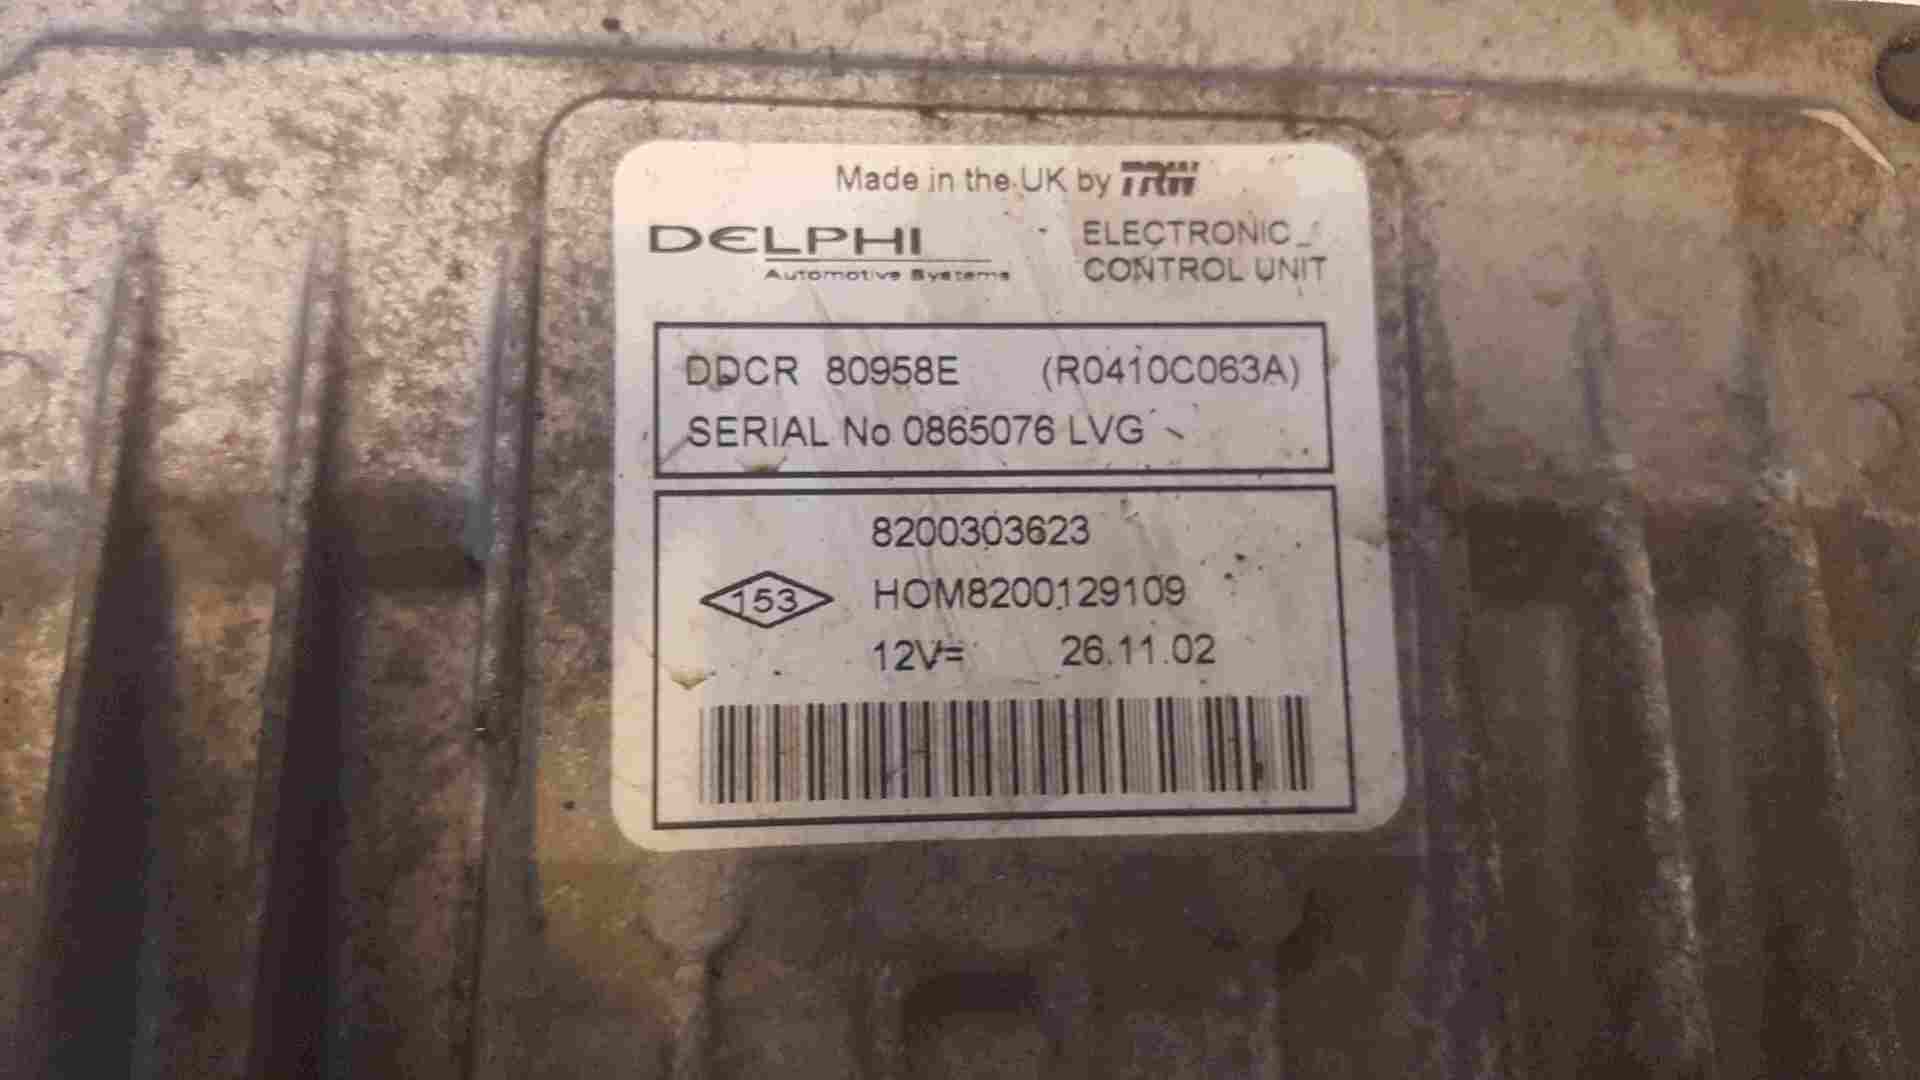 Made in the UK by TRW
DELPHI
Automotive Systems
ELECTRONIC
CONTROL UNIT
DDCR 80958E (R0410C063A)
SERIAL No 0865076 LVG
8200303623
153
HOM8200129109
12V= 26.11.02